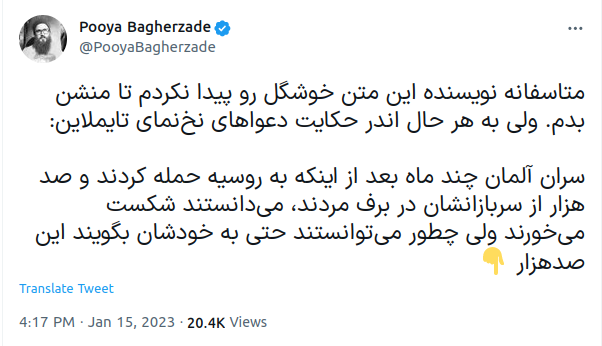 Pooya Bagherzade
@PooyaBagherzade
متاسفانه نویسنده این متن خوشگل رو پیدا نکردم تا منشن
بدم. ولی به هر حال اندر حکایت دعواهای نخ‌نمای تایملاین:
سران آلمان چند ماه بعد از اینکه به روسیه حمله کردند و صد
هزار از سربازانشان در برف مردند، می‌دانستند شکست
می‌خورند ولی چطور می‌توانستند حتی به خودشان بگویند این
صدهزار 👇
Translate Tweet
4:17 PM · Jan 15, 2023 · 20.4K Views